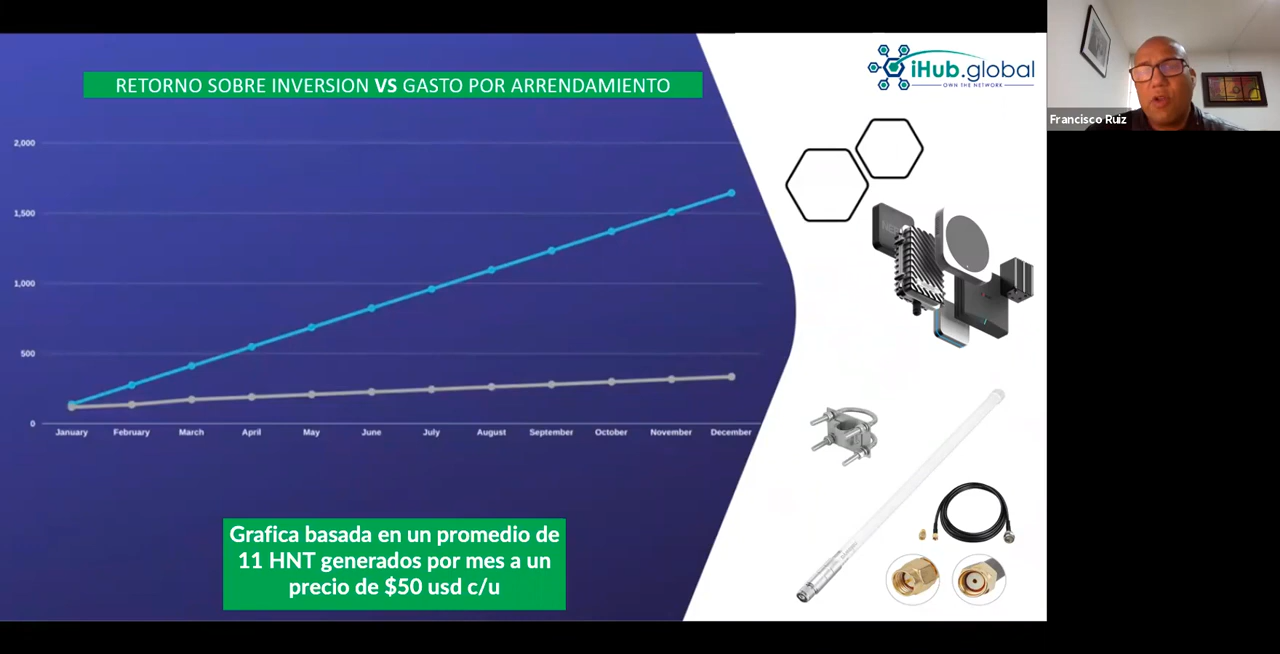 RETORNO SOBRE INVERSION VS GASTO POR ARRENDAMIENTO
iHub.global
OWN THE NETWORK
Francisco Ruiz
2,000
1,500
1,000
500
0
January February March April May June July August September October November December
Grafica basada en un promedio de
11 HNT generados por mes a un
precio de $50 usd c/u